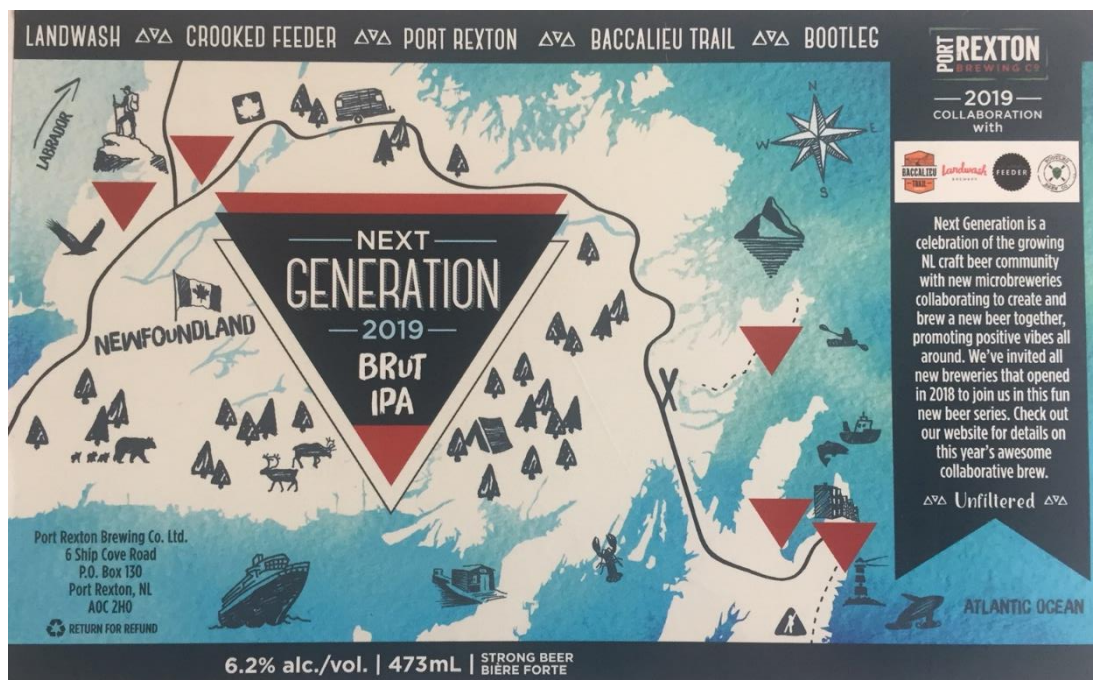 LANDWASH CROOKED FEEDER PORT REXTON BACCALIEU TRAIL BOOTLEG
PORT REXTON
BREWING Co
2019
COLLABORATION
with
BACCALIEU
TRAIL
Landwash
BREWERY
FEEDER
Next Generation is a
celebration of the growing
NL craft beer community
with new microbreweries
collaborating to create and
brew a new beer together,
promoting positive vibes all
around. We've invited all
new breweries that opened
in 2018 to join us in this fun
new beer series. Check out
our website for details on
this year's awesome
collaborative brew.
Unfiltered
LABRADOR
N
W E
S
NEXT
GENERATION
2019
BRUT
IPA
NEWFOUNDLAND
X
Port Rexton Brewing Co. Ltd.
6 Ship Cove Road
P.O. Box 130
Port Rexton, NL
A0C 2H0
RETURN FOR REFUND
ATLANTIC OCEAN
6.2% alc./vol. | 473mL | STRONG BEER
BIÈRE FORTE